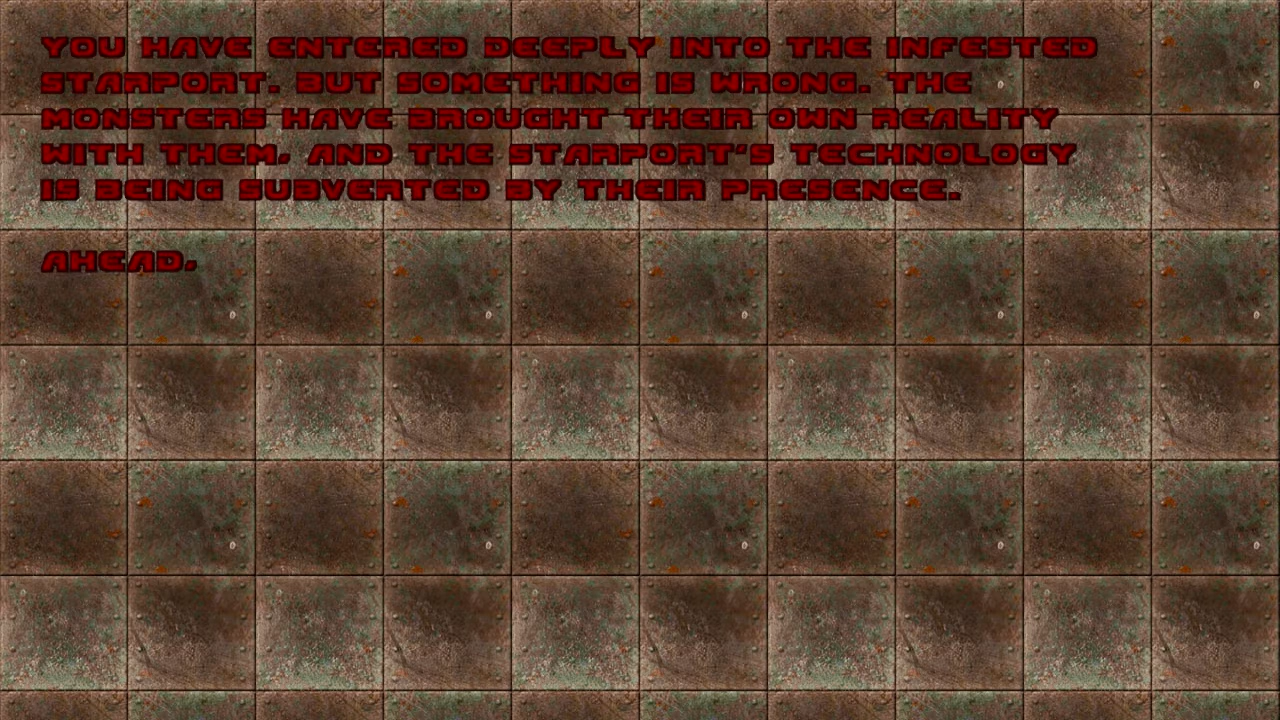 YOU HAVE ENTERED DEEPLY INTO THE INFESTED
STARPORT. BUT SOMETHING IS WRONG. THE
MONSTERS HAVE BROUGHT THEIR OWN REALITY
WITH THEM, AND THE STARPORT'S TECHNOLOGY
IS BEING SUBVERTED BY THEIR PRESENCE.
AHEAD,